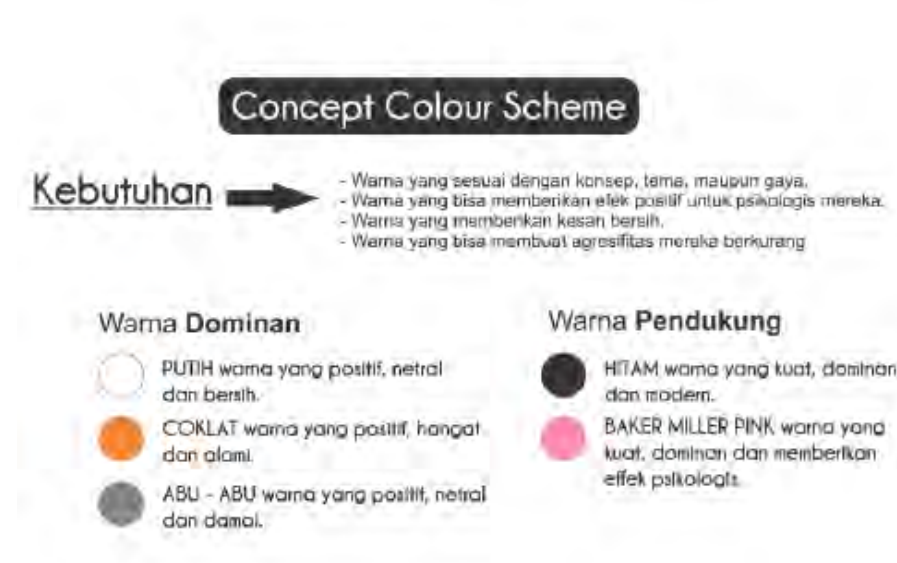 Concept Colour Scheme
Kebutuhan
- Warna yang sesuai dengan konsep, tema, maupun gaya.
- Warna yang bisa memberikan efek positif untuk psikologis mereka.
- Warna yang memberikan kesan bersih.
- Warna yang bisa membuat agresifitas mereka berkurang
Warna Dominan
PUTIH warna yang positif, netral
dan bersih.
COKLAT warna yang positif, hangat
dan alami.
ABU - ABU warna yang positif, netral
dan damai.
Warna Pendukung
HITAM warna yang kuat, dominan
dan modern.
BAKER MILLER PINK warna yang
kuat, dominan dan memberikan
effek psikologis.